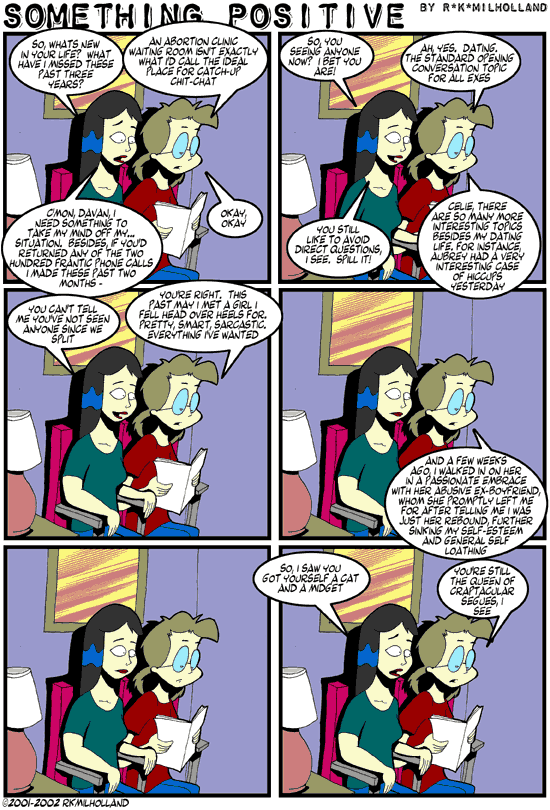 SOMETHING POSITIVE
BY R*K*MILHOLLAND
SO, WHATS NEW
IN YOUR LIFE? WHAT
HAVE I MISSED THESE
PAST THREE
YEARS?
AN ABORTION CLINIC
WAITING ROOM ISN'T EXACTLY
WHAT I'D CALL THE IDEAL
PLACE FOR CATCH-UP
CHIT-CHAT
C'MON, DAVAN, I
NEED SOMETHING TO
TAKE MY MIND OFF MY...
SITUATION. BESIDES, IF YOU'D
RETURNED ANY OF THE TWO
HUNDRED FRANTIC PHONE CALLS
I MADE THESE PAST TWO
MONTHS -
OKAY,
OKAY
SO, YOU
SEEING ANYONE
NOW? I BET YOU
ARE!
AH, YES. DATING.
THE STANDARD OPENING
CONVERSATION TOPIC
FOR ALL EXES
YOU STILL
LIKE TO AVOID
DIRECT QUESTIONS,
I SEE. SPILL IT!
CELIE, THERE
ARE SO MANY MORE
INTERESTING TOPICS
BESIDES MY DATING
LIFE. FOR INSTANCE,
AUBREY HAD A VERY
INTERESTING CASE
OF HICCUPS
YESTERDAY
YOU CAN'T TELL
ME YOU'VE NOT SEEN
ANYONE SINCE WE
SPLIT
YOU'RE RIGHT. THIS
PAST MAY I MET A GIRL I
FELL HEAD OVER HEELS FOR.
PRETTY, SMART, SARCASTIC,
EVERYTHING I'VE WANTED
AND A FEW WEEKS
AGO, I WALKED IN ON HER
IN A PASSIONATE EMBRACE
WITH HER ABUSIVE EX-BOYFRIEND,
WHOM SHE PROMPTLY LEFT ME
FOR AFTER TELLING ME I WAS
JUST HER REBOUND, FURTHER
SINKING MY SELF-ESTEEM
AND GENERAL SELF
LOATHING
SO, I SAW YOU
GOT YOURSELF A CAT
AND A MIDGET
YOU'RE STILL
THE QUEEN OF
CRAPTACULAR
SEGUES, I
SEE
©2001-2002 RKMILHOLLAND